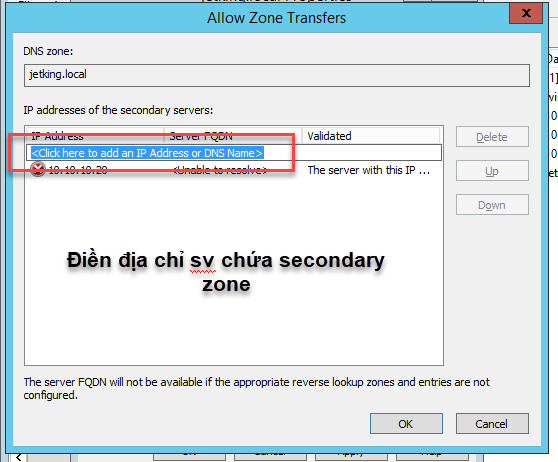 Allow Zone Transfers
DNS zone:
jetking.local
IP addresses of the secondary servers:
IP Address Server FQDN Validated
<Click here to add an IP Address or DNS Name>
10.10.10.20 <Unable to resolve> The server with this IP ...
Delete
Up
Down
Điền địa chỉ sv chứa secondary
zone
The server FQDN will not be available if the appropriate reverse lookup zones and entries are not
configured.
OK Cancel